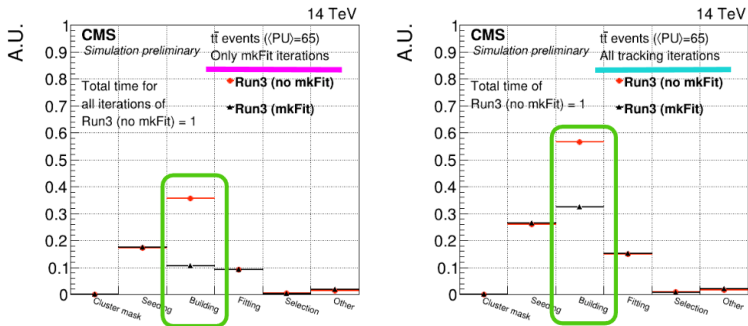 14 TeV
A.U.
1
0.9
0.8
0.7
0.6
0.5
0.4
0.3
0.2
0.1
0
CMS
Simulation preliminary
tt̄ events (⟨PU⟩=65)
Only mkFit iterations
Total time for
all iterations of
Run3 (no mkFit) = 1
Run3 (no mkFit)
Run3 (mkFit)
Cluster mask
Seeding
Building
Fitting
Selection
Other
14 TeV
A.U.
1
0.9
0.8
0.7
0.6
0.5
0.4
0.3
0.2
0.1
0
CMS
Simulation preliminary
tt̄ events (⟨PU⟩=65)
All tracking iterations
Total time of
Run3 (no mkFit) = 1
Run3 (no mkFit)
Run3 (mkFit)
Cluster mask
Seeding
Building
Fitting
Selection
Other